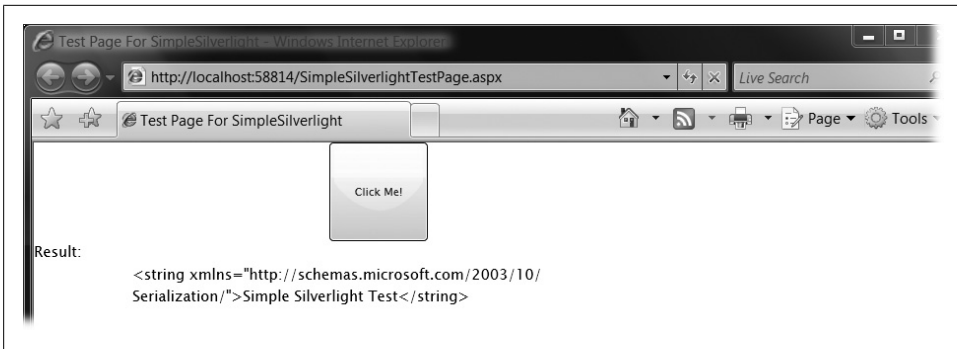 Test Page For SimpleSilverlight - Windows Internet Explorer
http://localhost:58814/SimpleSilverlightTestPage.aspx
Live Search
Test Page For SimpleSilverlight
Page
Tools
Click Me!
Result:
<string xmlns="http://schemas.microsoft.com/2003/10/
Serialization/">Simple Silverlight Test</string>